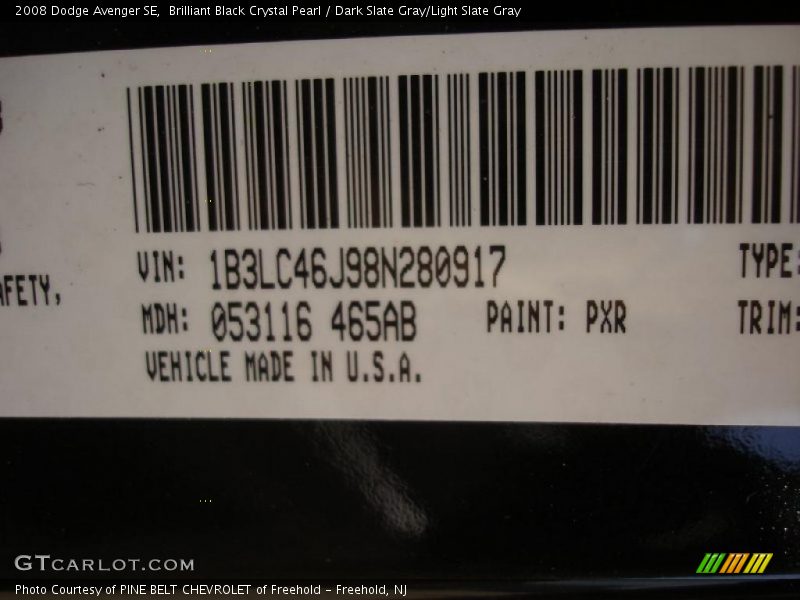 2008 Dodge Avenger SE,  Brilliant Black Crystal Pearl / Dark Slate Gray/Light Slate Gray
VIN: 1B3LC46J98N280917
TYPE:
AFETY,
MDH: 053116 465AB PAINT: PXR
TRIM:
VEHICLE MADE IN U.S.A.
GTCARLOT.COM
Photo Courtesy of PINE BELT CHEVROLET of Freehold – Freehold, NJ